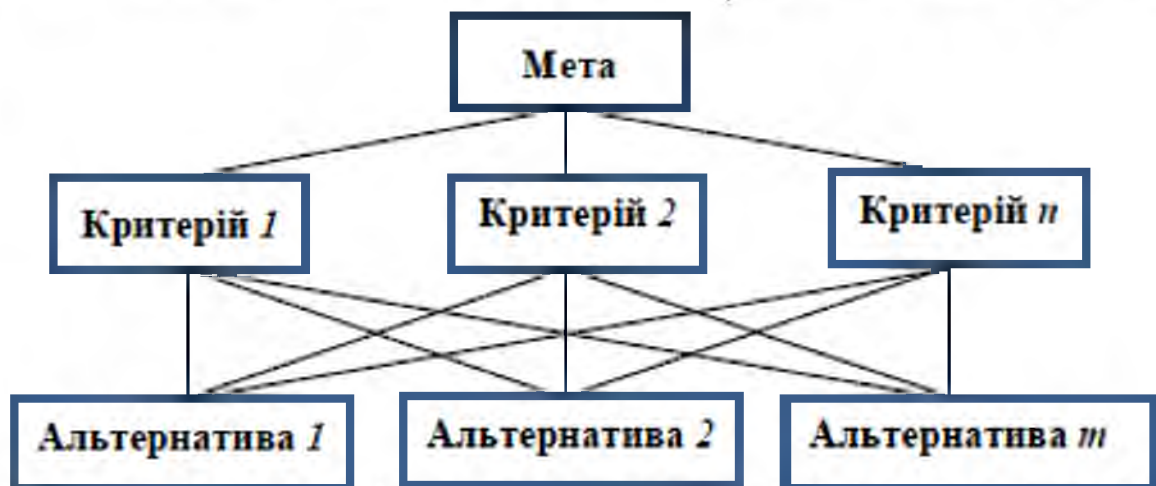 Мета
Критерій 1
Критерій 2
Критерій n
Альтернатива 1
Альтернатива 2
Альтернатива m